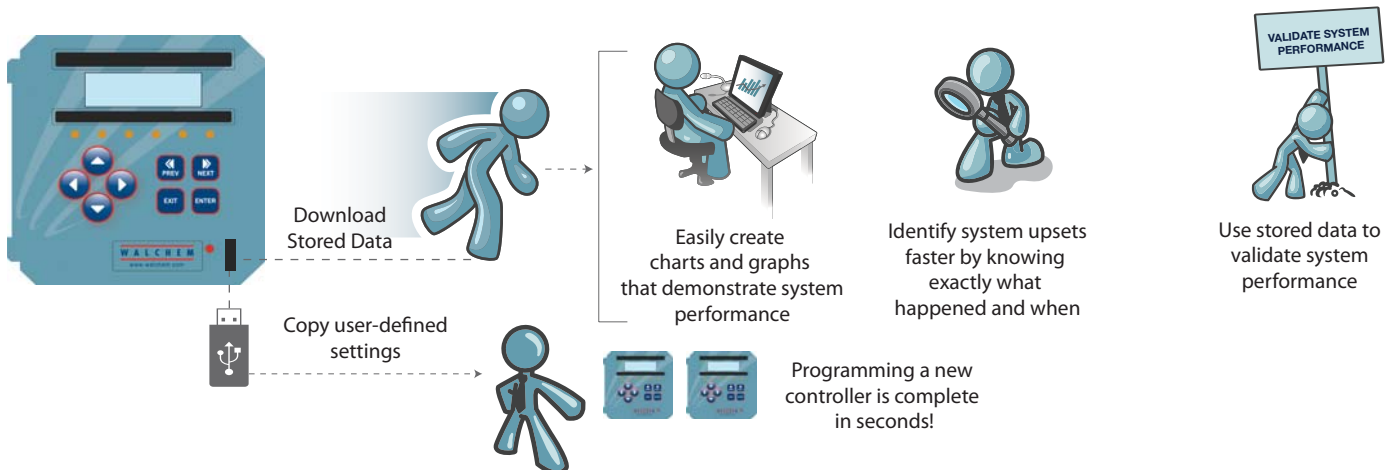 VALIDATE SYSTEM
PERFORMANCE
PREV
NEXT
EXIT
ENTER
WALCHEM
www.walchem.com
Download
Stored Data
Easily create
charts and graphs
that demonstrate system
performance
Identify system upsets
faster by knowing
exactly what
happened and when
Use stored data to
validate system
performance
Copy user-defined
settings
Programming a new
controller is complete
in seconds!